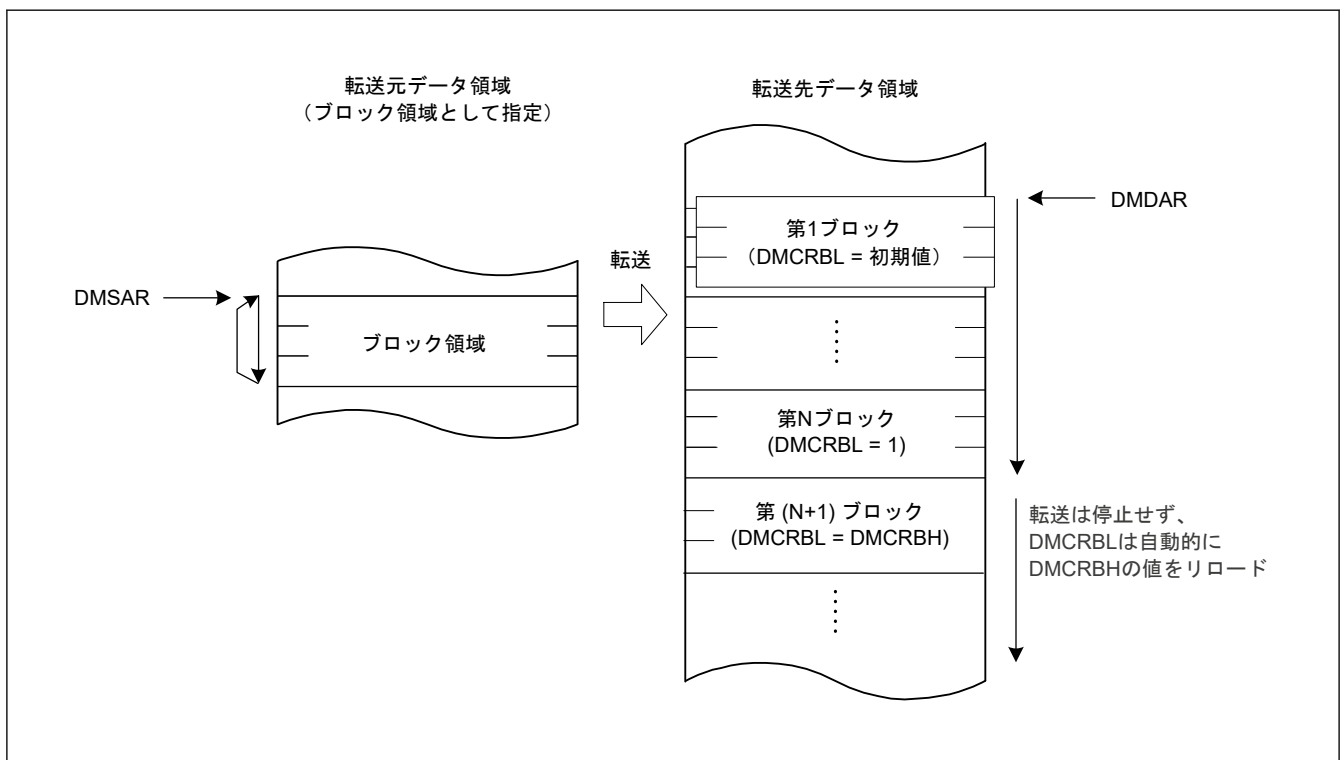 転送元データ領域
（ブロック領域として指定）
転送先データ領域
DMDAR
第1ブロック
（DMCRBL = 初期値）
転送
DMSAR
ブロック領域
第Nブロック
(DMCRBL = 1)
第 (N+1) ブロック
(DMCRBL = DMCRBH)
転送は停止せず、
DMCRBLは自動的に
DMCRBHの値をリロード